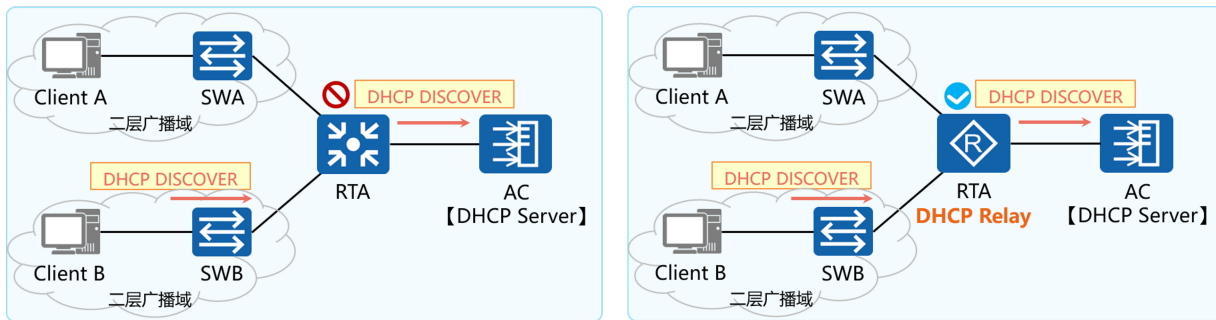 Client A
SWA
二层广播域
DHCP DISCOVER
RTA
AC
【DHCP Server】
DHCP DISCOVER
Client B
SWB
二层广播域
Client A
SWA
二层广播域
DHCP DISCOVER
R
RTA
DHCP Relay
AC
【DHCP Server】
DHCP DISCOVER
Client B
SWB
二层广播域